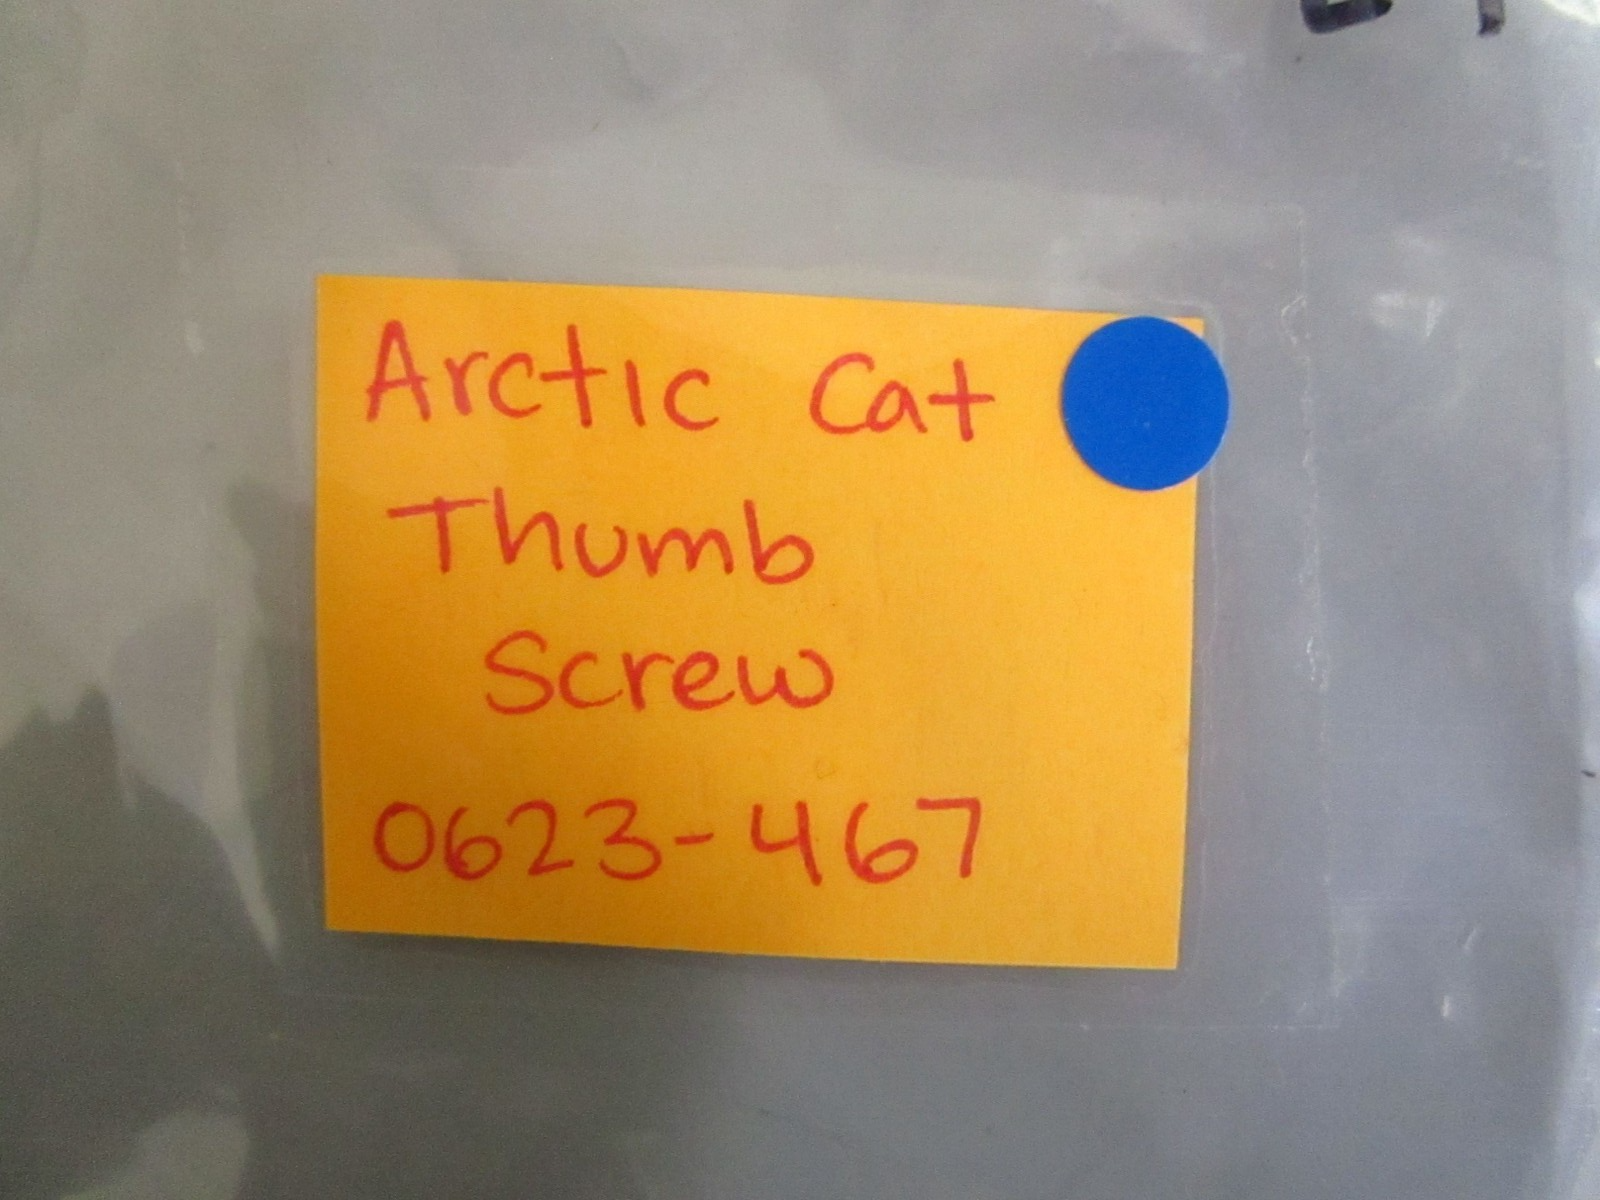 Arctic Cat
Thumb
Screw
0623-467